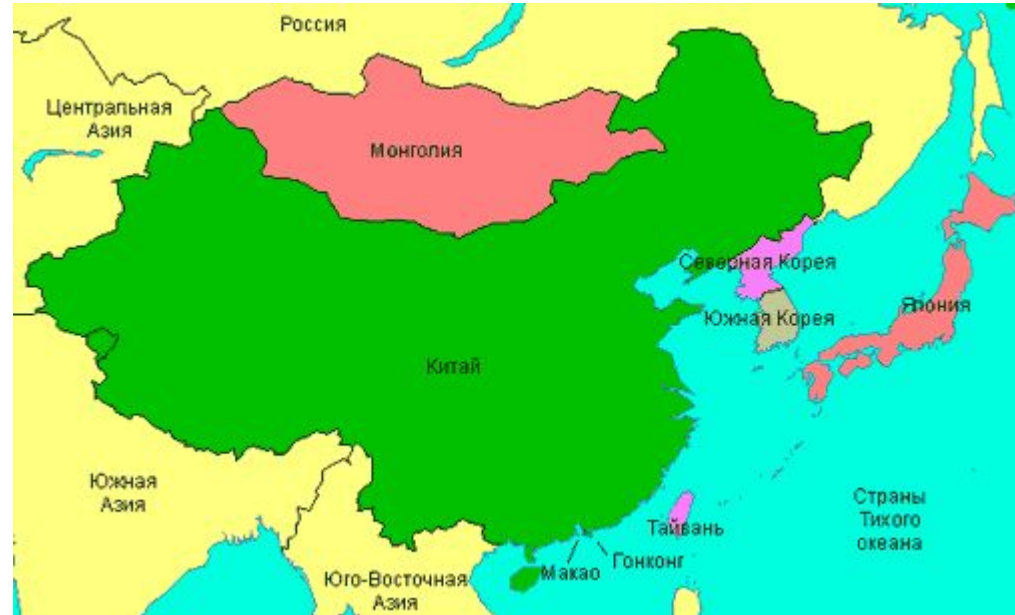 Россия
Центральная
Азия
Монголия
Северная Корея
Южная Корея
Япония
Китай
Южная
Азия
Страны
Тихого
океана
Тайвань
Гонконг
Макао
Юго-Восточная
Азия